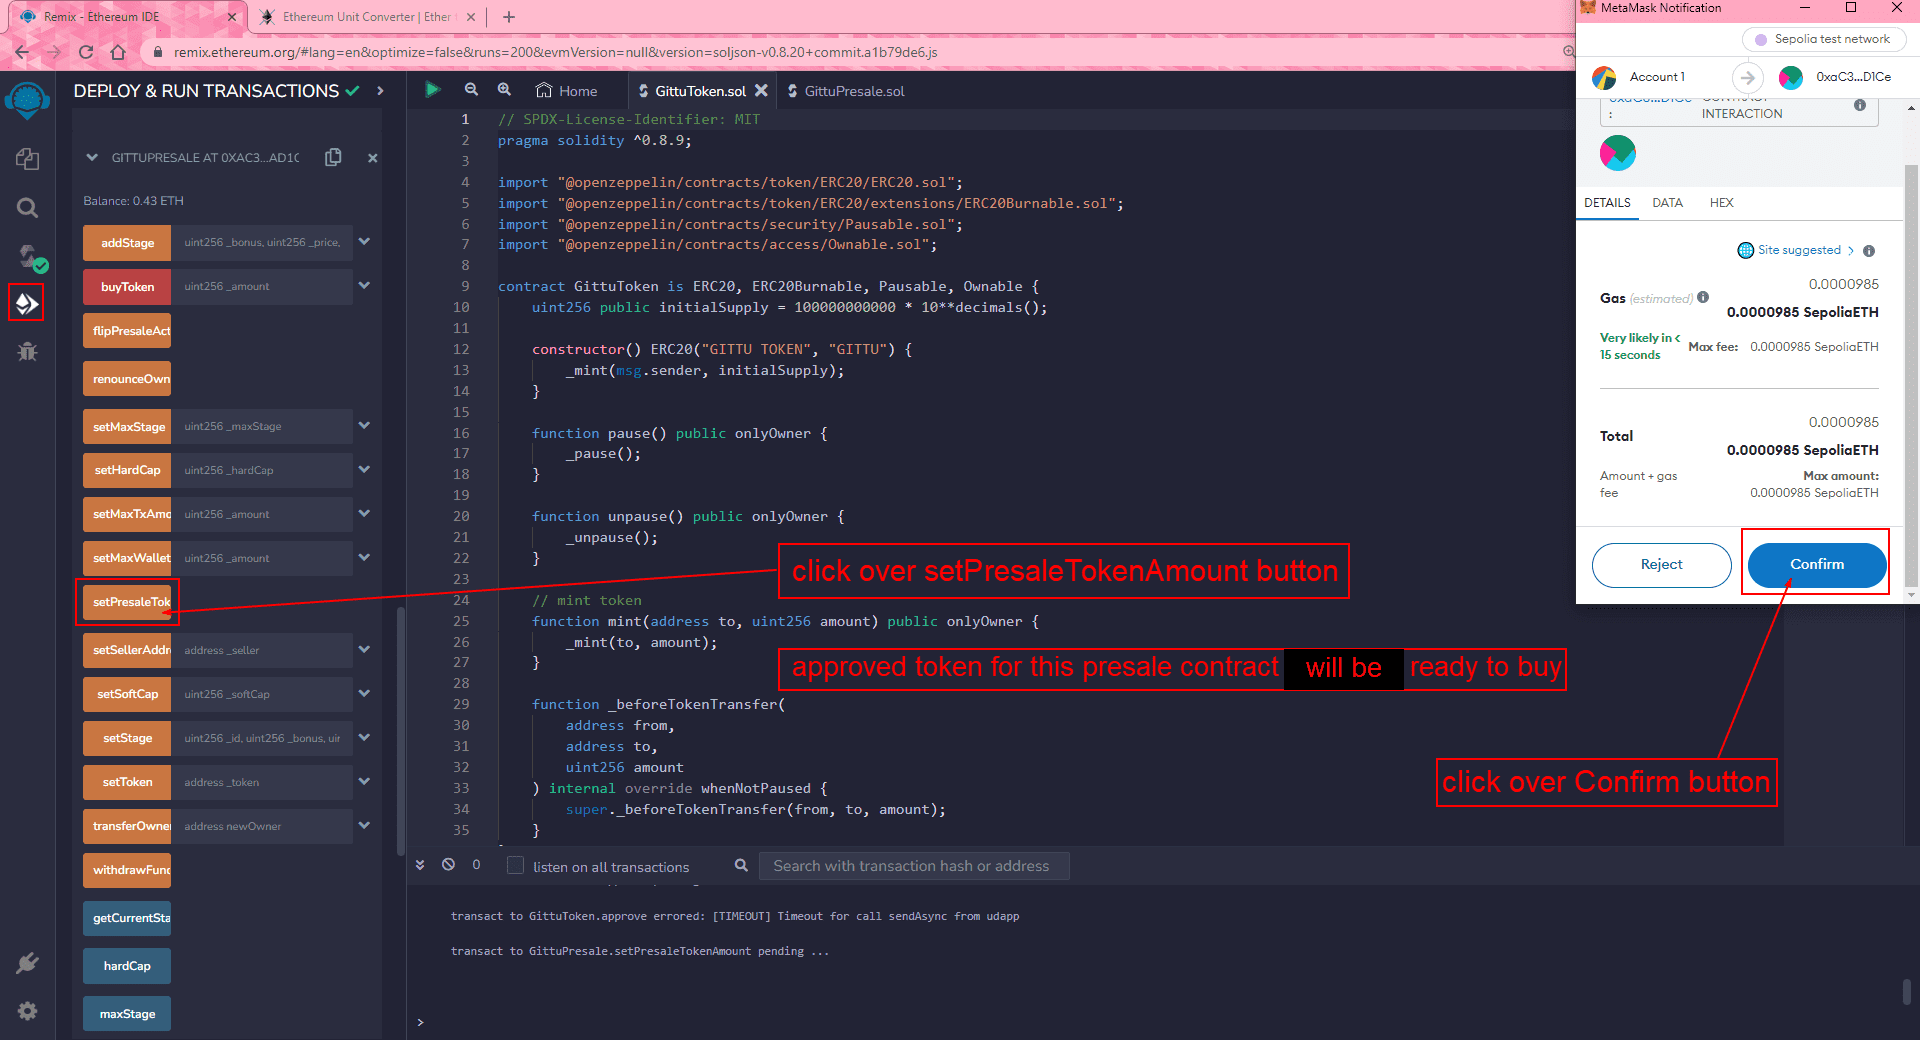 Remix - Ethereum IDE
Ethereum Unit Converter | Ether
remix.ethereum.org/#lang=en&optimize=false&runs=200&evmVersion=null&version=soljson-v0.8.20+commit.a1b79de6.js
MetaMask Notification
Sepolia test network
Account 1
0xaC3...D1Ce
DEPLOY & RUN TRANSACTIONS
GITTUPRESALE AT 0XAC3...AD1C
Balance: 0.43 ETH
addStage uint256 _bonus, uint256 _price,
buyToken uint256 _amount
flipPresaleAct
renounceOwn
setMaxStage uint256 _maxStage
setHardCap uint256 _hardCap
setMaxTxAmo uint256 _amount
setMaxWallet uint256 _amount
setPresaleTok
setSellerAddr address _seller
setSoftCap uint256 _softCap
setStage uint256 _id, uint256 _bonus, uir
setToken address _token
transferOwner address newOwner
withdrawFund
getCurrentSta
hardCap
maxStage
Home
GittuToken.sol
GittuPresale.sol
1 // SPDX-License-Identifier: MIT
2 pragma solidity ^0.8.9;
3
4 import "@openzeppelin/contracts/token/ERC20/ERC20.sol";
5 import "@openzeppelin/contracts/token/ERC20/extensions/ERC20Burnable.sol";
6 import "@openzeppelin/contracts/security/Pausable.sol";
7 import "@openzeppelin/contracts/access/Ownable.sol";
8
9 contract GittuToken is ERC20, ERC20Burnable, Pausable, Ownable {
10 uint256 public initialSupply = 100000000000 * 10**decimals();
11
12 constructor() ERC20("GITTU TOKEN", "GITTU") {
13 _mint(msg.sender, initialSupply);
14 }
15
16 function pause() public onlyOwner {
17 _pause();
18 }
19
20 function unpause() public onlyOwner {
21 _unpause();
22 }
23
24 // mint token
25 function mint(address to, uint256 amount) public onlyOwner {
26 _mint(to, amount);
27 }
28
29 function _beforeTokenTransfer(
30 address from,
31 address to,
32 uint256 amount
33 ) internal override whenNotPaused {
34 super._beforeTokenTransfer(from, to, amount);
35 }
click over setPresaleTokenAmount button
approved token for this presale contract will be ready to buy
click over Confirm button
0 listen on all transactions
Search with transaction hash or address
transact to GittuToken.approve errored: [TIMEOUT] Timeout for call sendAsync from udapp
transact to GittuPresale.setPresaleTokenAmount pending ...
>
:
INTERACTION
DETAILS DATA HEX
Site suggested >
0.0000985
Gas (estimated)
0.0000985 SepoliaETH
Very likely in <
15 seconds
Max fee: 0.0000985 SepoliaETH
0.0000985
Total
0.0000985 SepoliaETH
Amount + gas
fee
Max amount:
0.0000985 SepoliaETH
Reject
Confirm